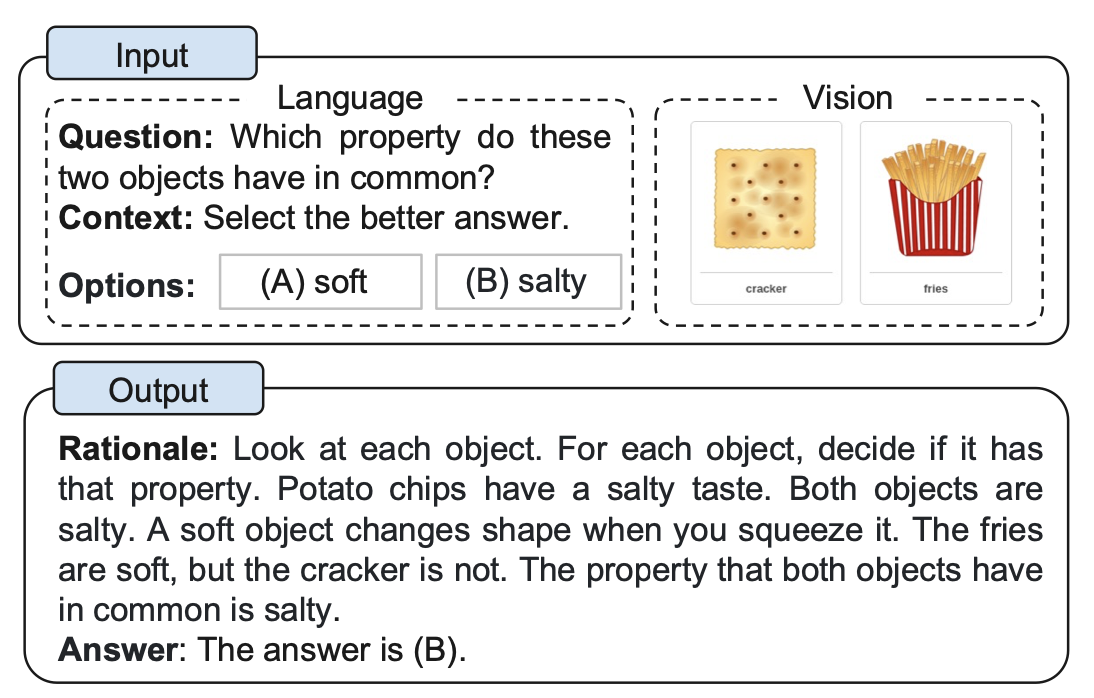 Input
Language
Question: Which property do these
two objects have in common?
Context: Select the better answer.
Options: (A) soft (B) salty
Vision
cracker fries
Output
Rationale: Look at each object. For each object, decide if it has
that property. Potato chips have a salty taste. Both objects are
salty. A soft object changes shape when you squeeze it. The fries
are soft, but the cracker is not. The property that both objects have
in common is salty.
Answer: The answer is (B).